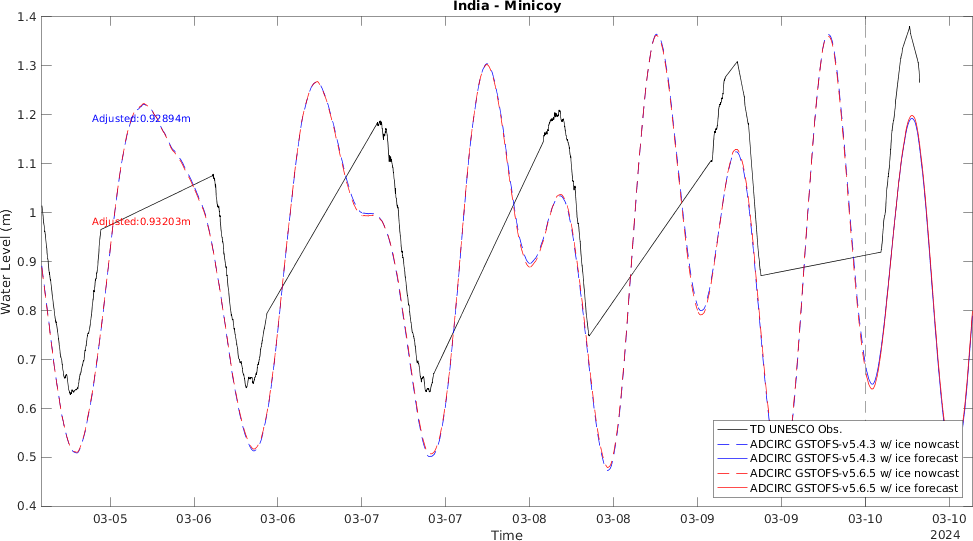 India - Minicoy
1.4
1.3
1.2
1.1
1
0.9
0.8
0.7
0.6
0.5
0.4
Water Level (m)
Adjusted:0.92894m
Adjusted:0.93203m
TD UNESCO Obs.
ADCIRC GSTOFS-v5.4.3 w/ ice nowcast
ADCIRC GSTOFS-v5.4.3 w/ ice forecast
ADCIRC GSTOFS-v5.6.5 w/ ice nowcast
ADCIRC GSTOFS-v5.6.5 w/ ice forecast
03-05 03-06 03-06 03-07 03-07 03-08 03-08 03-09 03-09 03-10 03-10
2024
Time